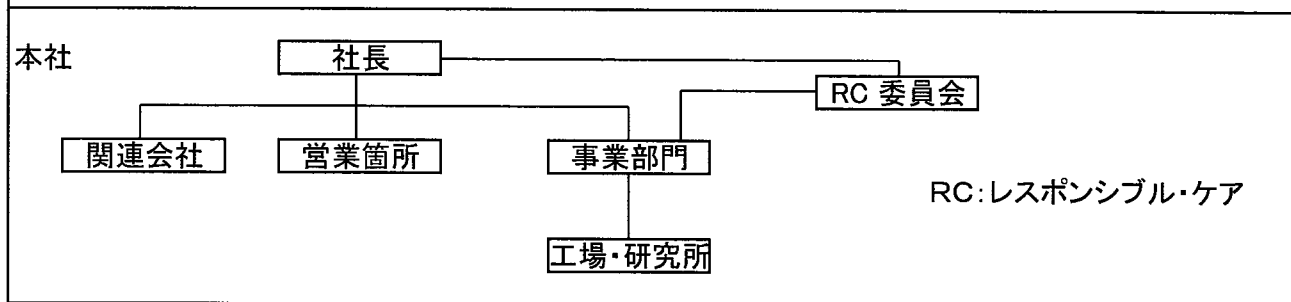 本社
社長
RC 委員会
関連会社
営業箇所
事業部門
RC:レスポンシブル・ケア
工場・研究所